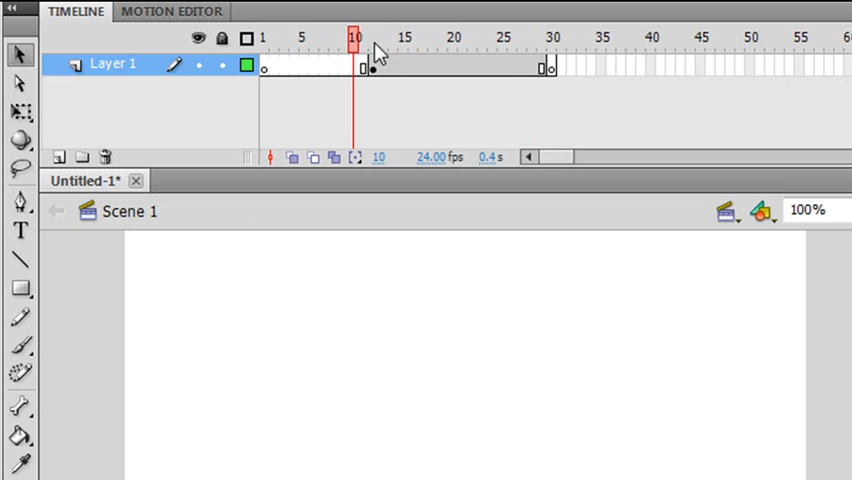 TIMELINE MOTION EDITOR
1 5 10 15 20 25 30 35 40 45 50 55 60
Layer 1
10 24.00 fps 0.4 s
Untitled-1*
Scene 1 100%
T